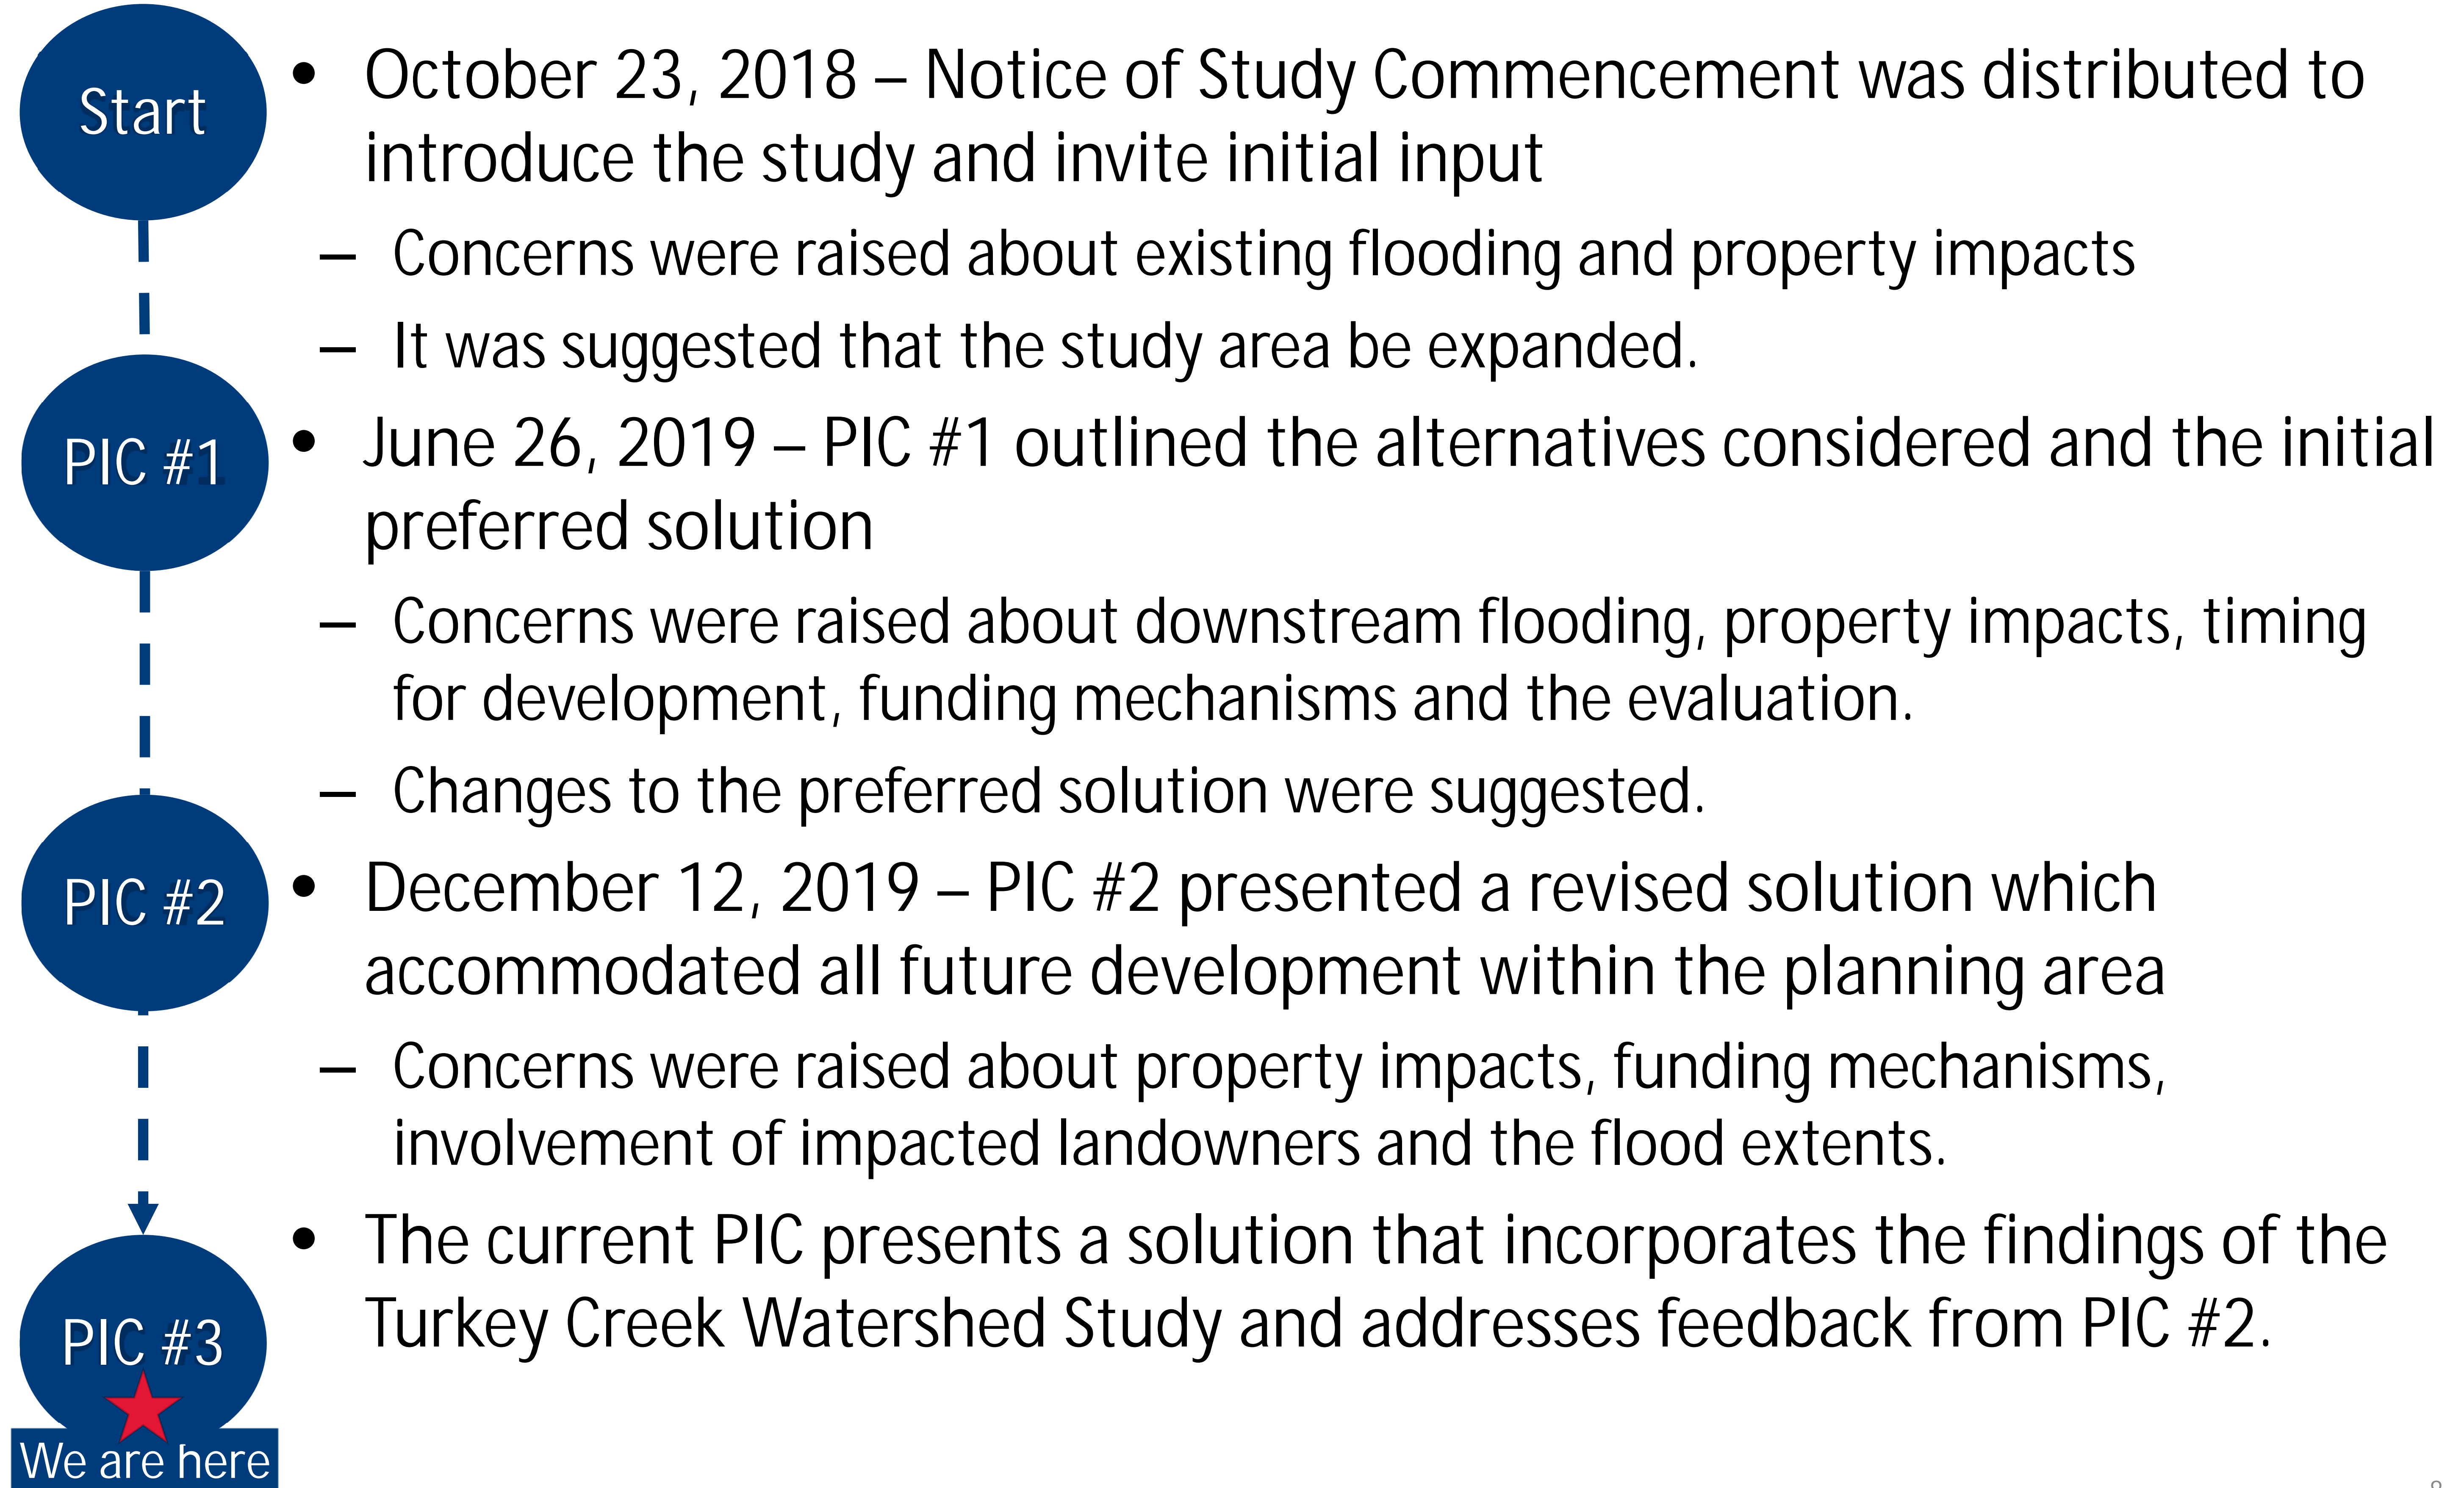 Start
• October 23, 2018 – Notice of Study Commencement was distributed to
introduce the study and invite initial input
– Concerns were raised about existing flooding and property impacts
– It was suggested that the study area be expanded.
PIC #1
• June 26, 2019 – PIC #1 outlined the alternatives considered and the initial
preferred solution
– Concerns were raised about downstream flooding, property impacts, timing
for development, funding mechanisms and the evaluation.
– Changes to the preferred solution were suggested.
PIC #2
• December 12, 2019 – PIC #2 presented a revised solution which
accommodated all future development within the planning area
– Concerns were raised about property impacts, funding mechanisms,
involvement of impacted landowners and the flood extents.
PIC #3
• The current PIC presents a solution that incorporates the findings of the
Turkey Creek Watershed Study and addresses feedback from PIC #2.
We are here